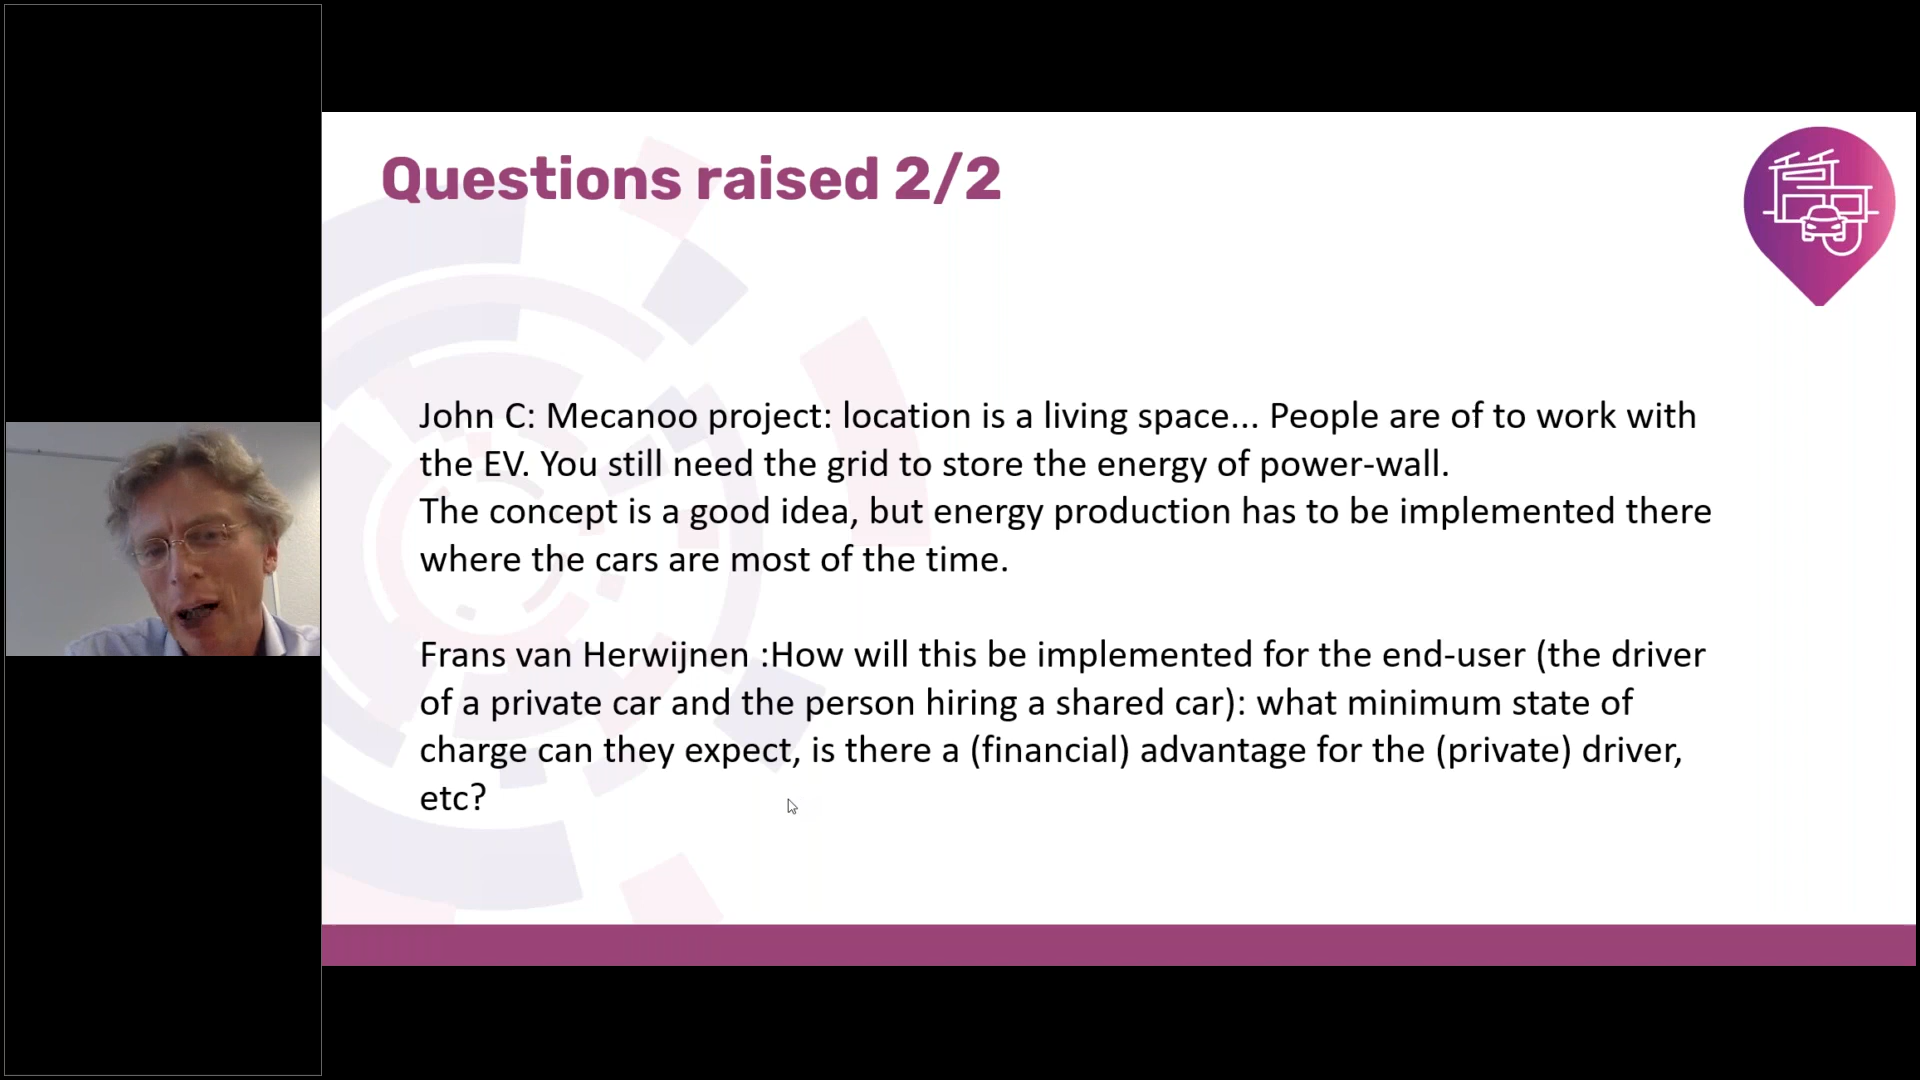 Questions raised 2/2
John C: Mecanoo project: location is a living space... People are of to work with
the EV. You still need the grid to store the energy of power-wall.
The concept is a good idea, but energy production has to be implemented there
where the cars are most of the time.
Frans van Herwijnen :How will this be implemented for the end-user (the driver
of a private car and the person hiring a shared car): what minimum state of
charge can they expect, is there a (financial) advantage for the (private) driver,
etc?